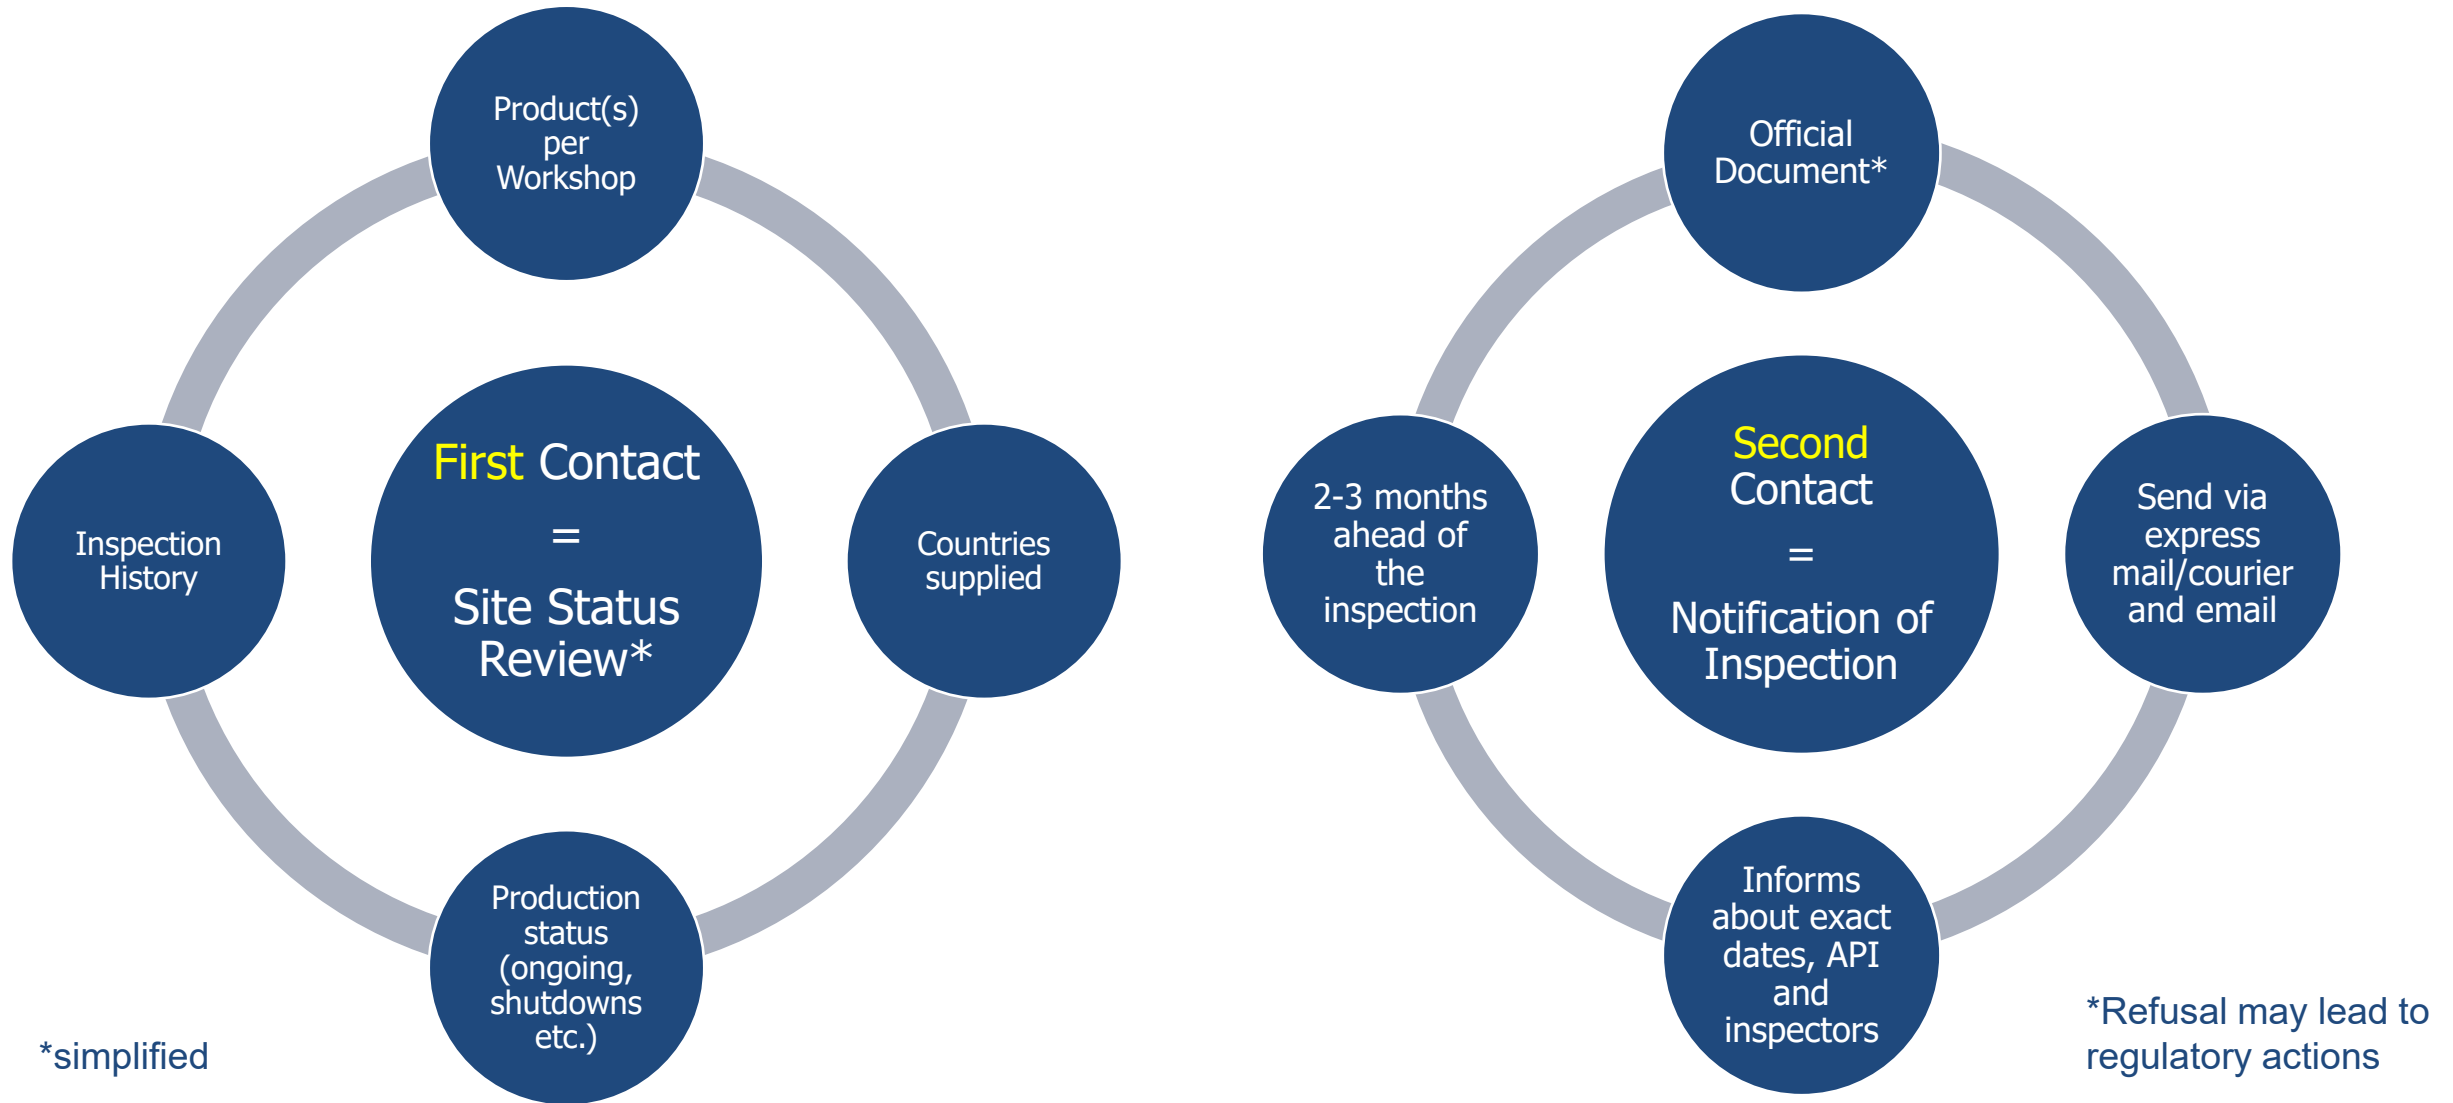 Product(s)
per
Workshop
First Contact
=
Site Status
Review*
Inspection
History
Countries
supplied
Production
status
(ongoing,
shutdowns
etc.)
*simplified
Official
Document*
Second
Contact
=
Notification of
Inspection
2-3 months
ahead of
the
inspection
Send via
express
mail/courier
and email
Informs
about exact
dates, API
and
inspectors
*Refusal may lead to
regulatory actions